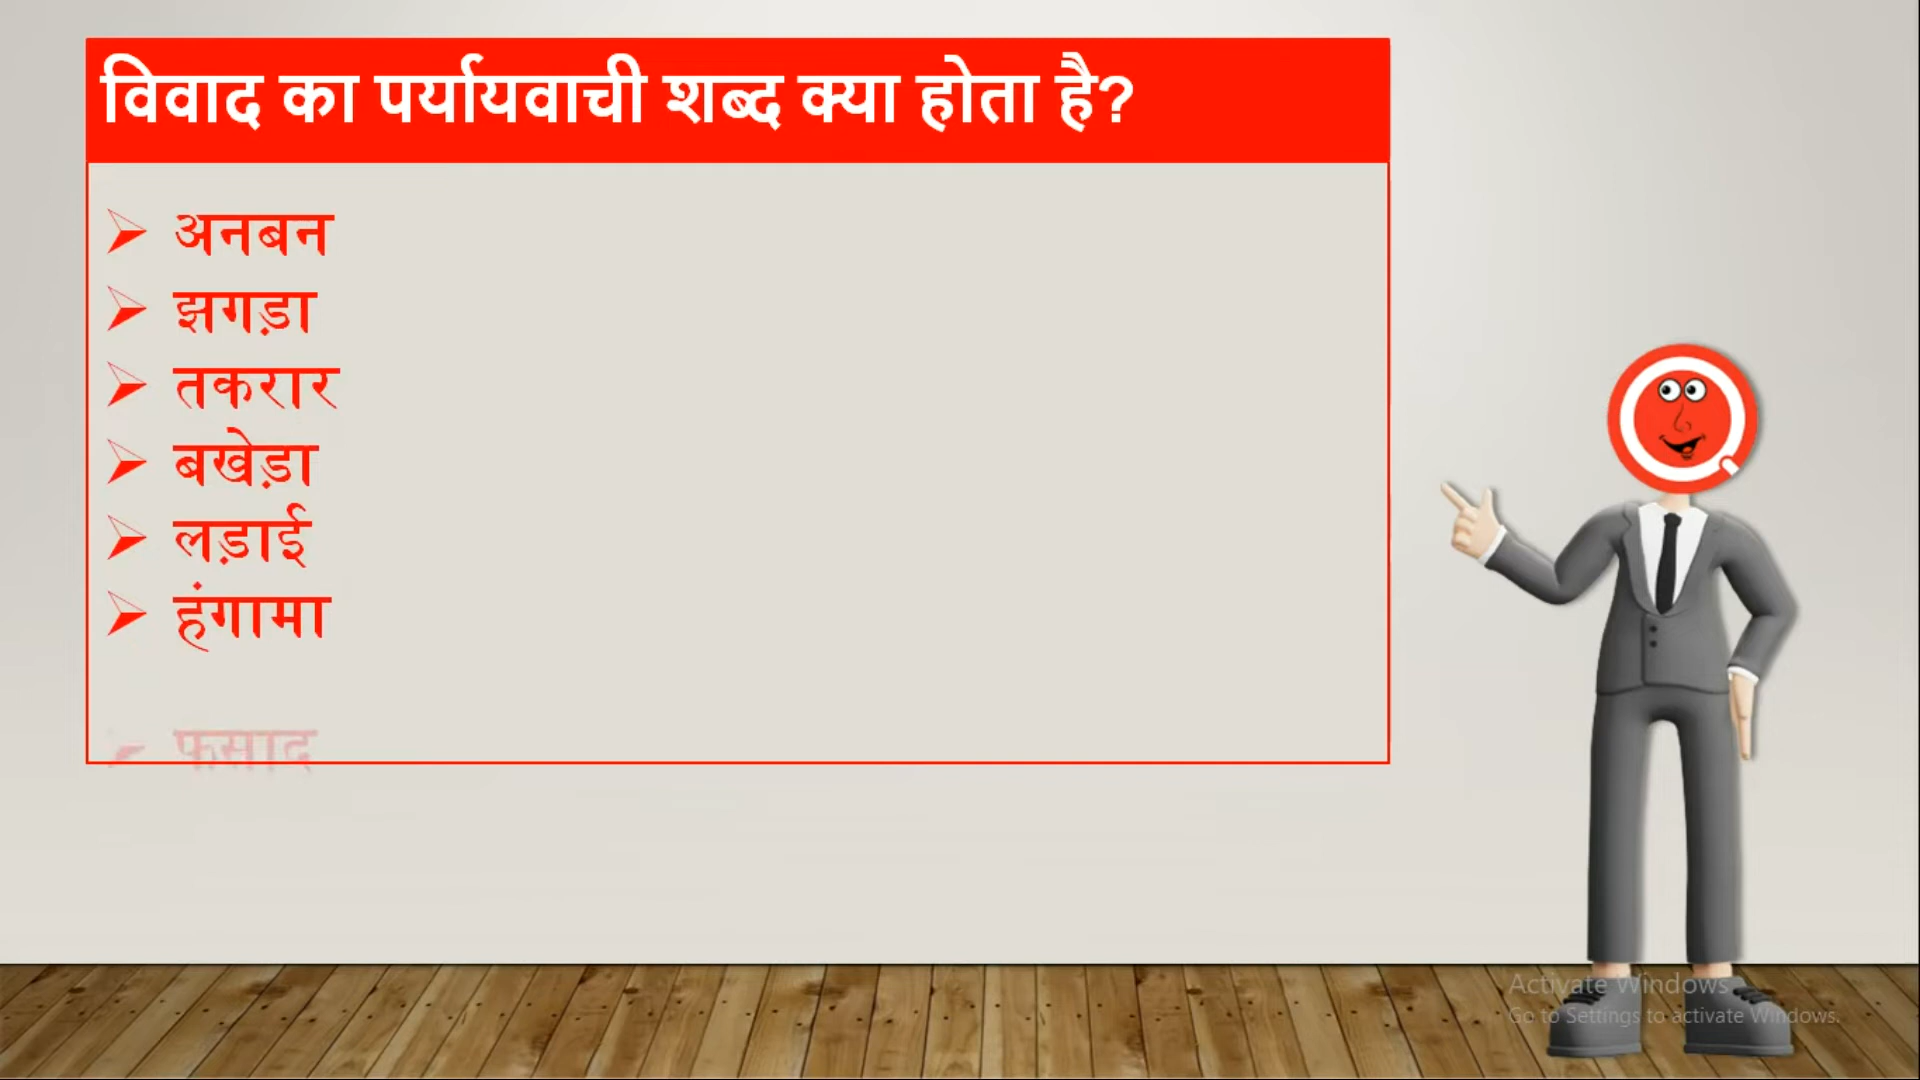 विवाद का पर्यायवाची शब्द क्या होता है?
अनबन
झगड़ा
तकरार
बखेड़ा
लड़ाई
हंगामा
फसाद
Activate Windows
Go to Settings to activate Windows.